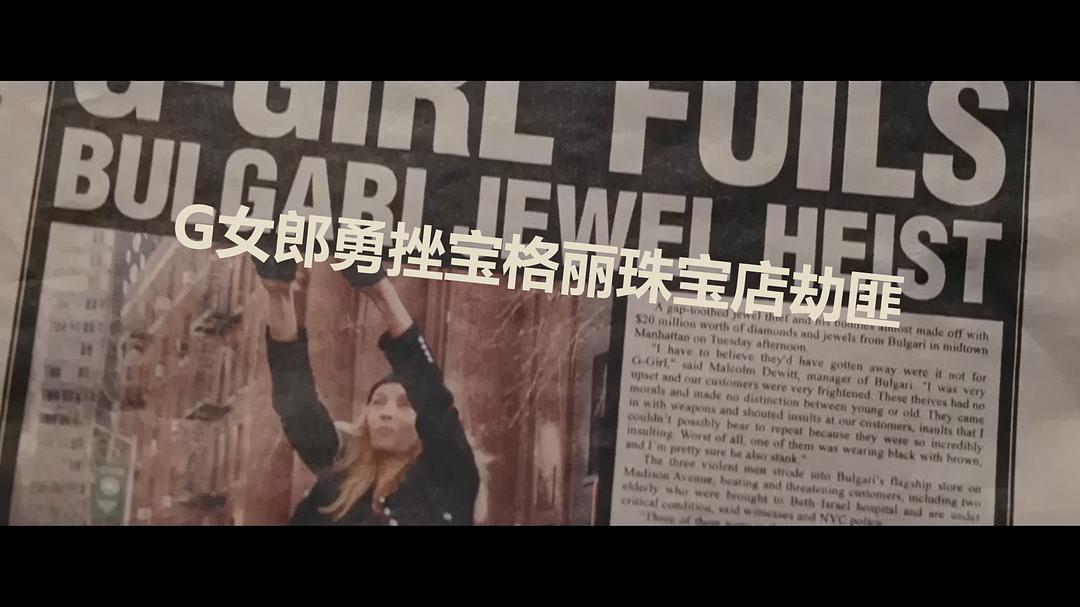 G-GIRL FOILS
BULGARI JEWEL HEIST
G女郎勇挫宝格丽珠宝店劫匪
A gap-toothed jewel thief and his buddies almost made off with
$20 million worth of diamonds and jewels from Bulgari in midtown
Manhattan on Tuesday afternoon.
"I have to believe they'd have gotten away were it not for
G-Girl," said Malcolm Dewitt, manager of Bulgari. "I was very
upset and our customers were very frightened. These theives had no
morals and made no distinction between young or old. They came
in with weapons and shouted insults at our customers, insults that I
couldn't possibly bear to repeat because they were so incredibly
insulting. Worst of all, one of them was wearing black with brown,
and I'm pretty sure he also stank."
The three violent men strode into Bulgari's flagship store on
Madison Avenue, beating and threatening customers, including two
elderly who were brought to Beth Israel hospital and are under
critical condition, said witnesses and NYC police.
"Three of them